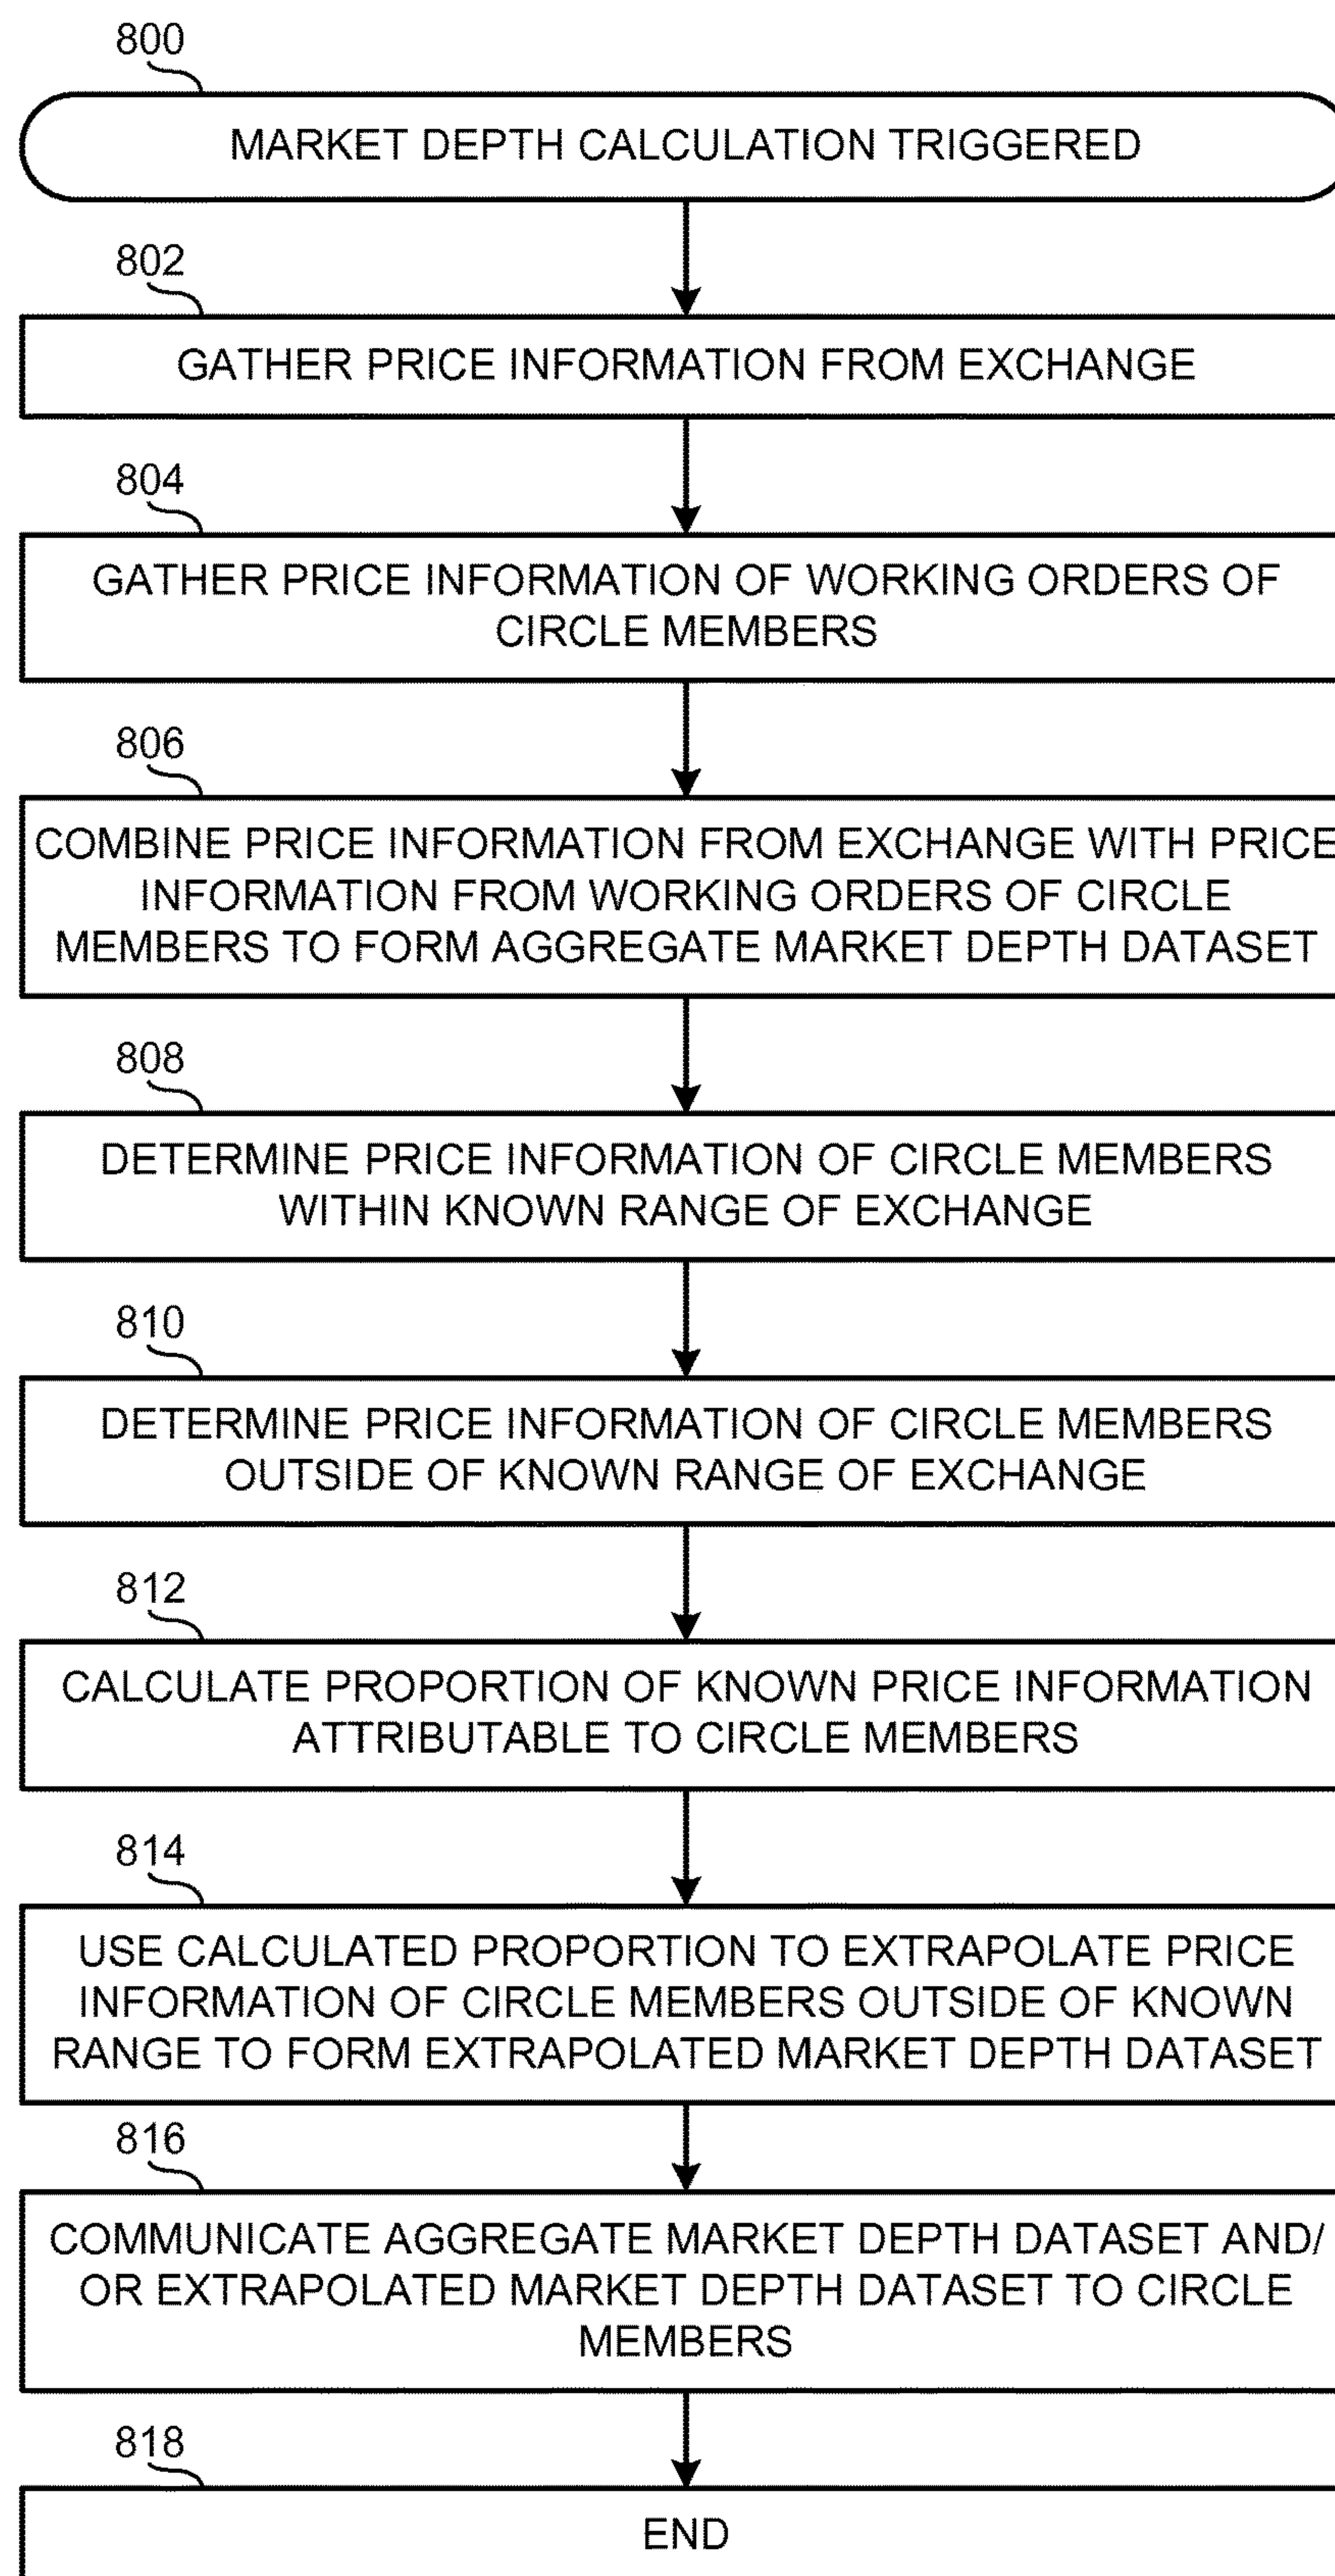 800
MARKET DEPTH CALCULATION TRIGGERED
802
GATHER PRICE INFORMATION FROM EXCHANGE
804
GATHER PRICE INFORMATION OF WORKING ORDERS OF
CIRCLE MEMBERS
806
COMBINE PRICE INFORMATION FROM EXCHANGE WITH PRICE
INFORMATION FROM WORKING ORDERS OF CIRCLE
MEMBERS TO FORM AGGREGATE MARKET DEPTH DATASET
808
DETERMINE PRICE INFORMATION OF CIRCLE MEMBERS
WITHIN KNOWN RANGE OF EXCHANGE
810
DETERMINE PRICE INFORMATION OF CIRCLE MEMBERS
OUTSIDE OF KNOWN RANGE OF EXCHANGE
812
CALCULATE PROPORTION OF KNOWN PRICE INFORMATION
ATTRIBUTABLE TO CIRCLE MEMBERS
814
USE CALCULATED PROPORTION TO EXTRAPOLATE PRICE
INFORMATION OF CIRCLE MEMBERS OUTSIDE OF KNOWN
RANGE TO FORM EXTRAPOLATED MARKET DEPTH DATASET
816
COMMUNICATE AGGREGATE MARKET DEPTH DATASET AND/
OR EXTRAPOLATED MARKET DEPTH DATASET TO CIRCLE
MEMBERS
818
END